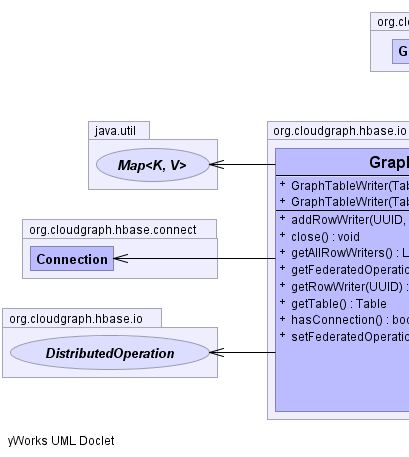 org.cl
G
java.util
Map<K, V>
org.cloudgraph.hbase.connect
Connection
org.cloudgraph.hbase.io
DistributedOperation
org.cloudgraph.hbase.io
Graph
+ GraphTableWriter(Tab
+ GraphTableWriter(Tab
+ addRowWriter(UUID,
+ close() : void
+ getAllRowWriters() : L
+ getFederatedOperatio
+ getRowWriter(UUID) :
+ getTable() : Table
+ hasConnection() : boo
+ setFederatedOperatio
yWorks UML Doclet